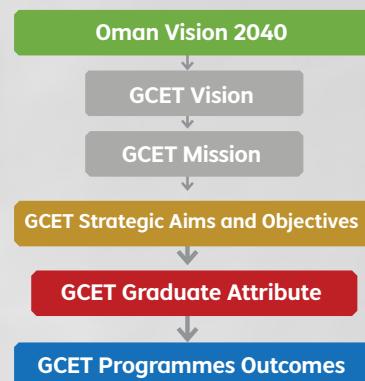 Oman Vision 2040
GCET Vision
GCET Mission
GCET Strategic Aims and Objectives
GCET Graduate Attribute
GCET Programmes Outcomes